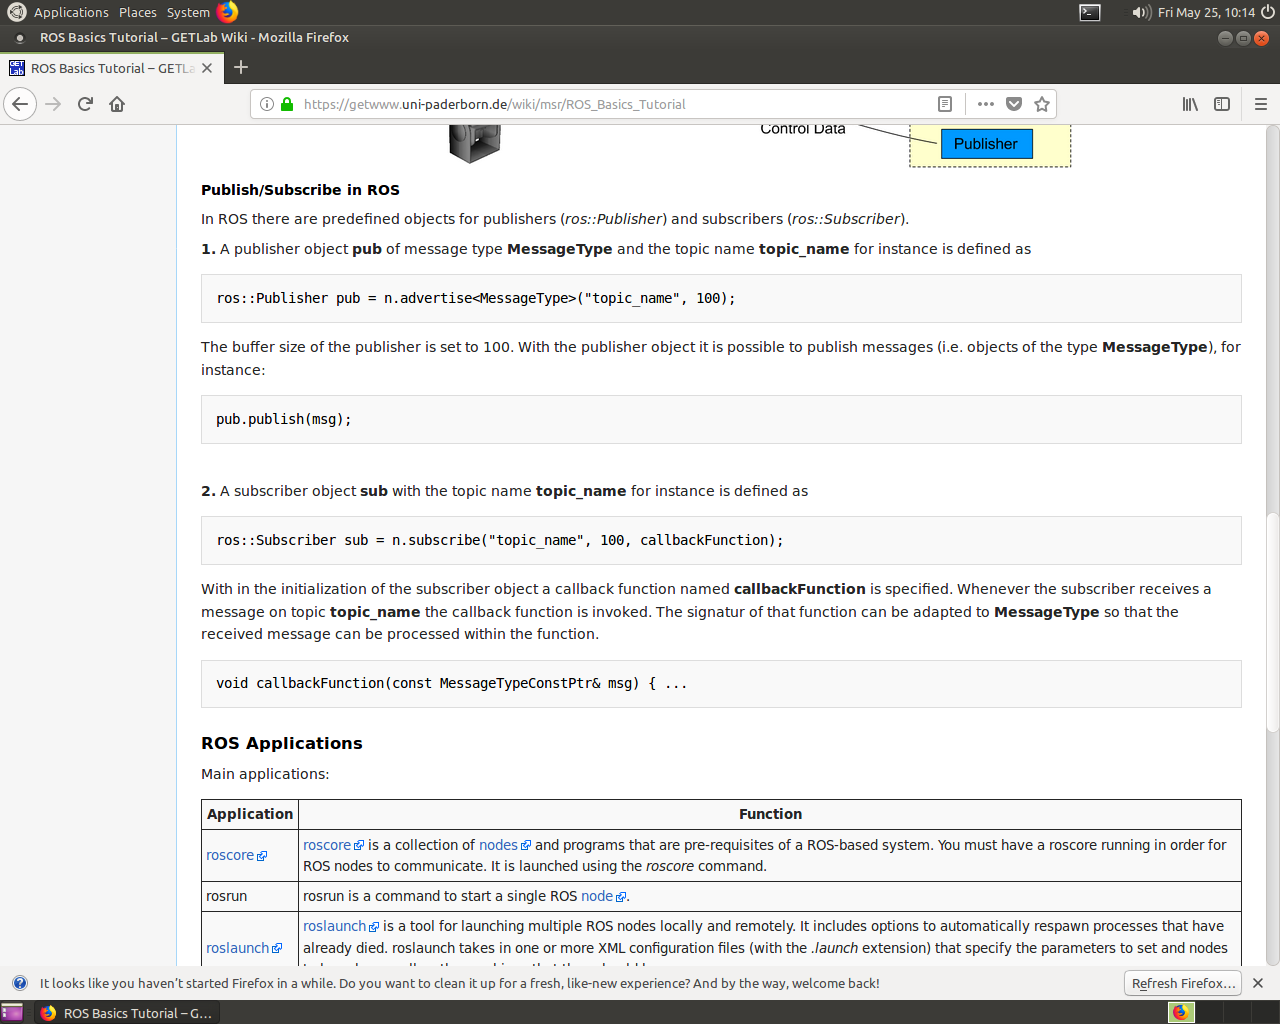 Applications Places System Fri May 25, 10:14
ROS Basics Tutorial – GETLab Wiki - Mozilla Firefox
GET Lab ROS Basics Tutorial – GETLa
https://getwww.uni-paderborn.de/wiki/msr/ROS_Basics_Tutorial
Control Data
Publisher
Publish/Subscribe in ROS
In ROS there are predefined objects for publishers (ros::Publisher) and subscribers (ros::Subscriber).
1. A publisher object pub of message type MessageType and the topic name topic_name for instance is defined as
ros::Publisher pub = n.advertise<MessageType>("topic_name", 100);
The buffer size of the publisher is set to 100. With the publisher object it is possible to publish messages (i.e. objects of the type MessageType), for
instance:
pub.publish(msg);
2. A subscriber object sub with the topic name topic_name for instance is defined as
ros::Subscriber sub = n.subscribe("topic_name", 100, callbackFunction);
With in the initialization of the subscriber object a callback function named callbackFunction is specified. Whenever the subscriber receives a
message on topic topic_name the callback function is invoked. The signatur of that function can be adapted to MessageType so that the
received message can be processed within the function.
void callbackFunction(const MessageTypeConstPtr& msg) { ...
ROS Applications
Main applications:
Application Function
roscore roscore is a collection of nodes and programs that are pre-requisites of a ROS-based system. You must have a roscore running in order for
ROS nodes to communicate. It is launched using the roscore command.
rosrun rosrun is a command to start a single ROS node.
roslaunch roslaunch is a tool for launching multiple ROS nodes locally and remotely. It includes options to automatically respawn processes that have
already died. roslaunch takes in one or more XML configuration files (with the .launch extension) that specify the parameters to set and nodes
It looks like you haven't started Firefox in a while. Do you want to clean it up for a fresh, like-new experience? And by the way, welcome back! Refresh Firefox...
ROS Basics Tutorial – G...